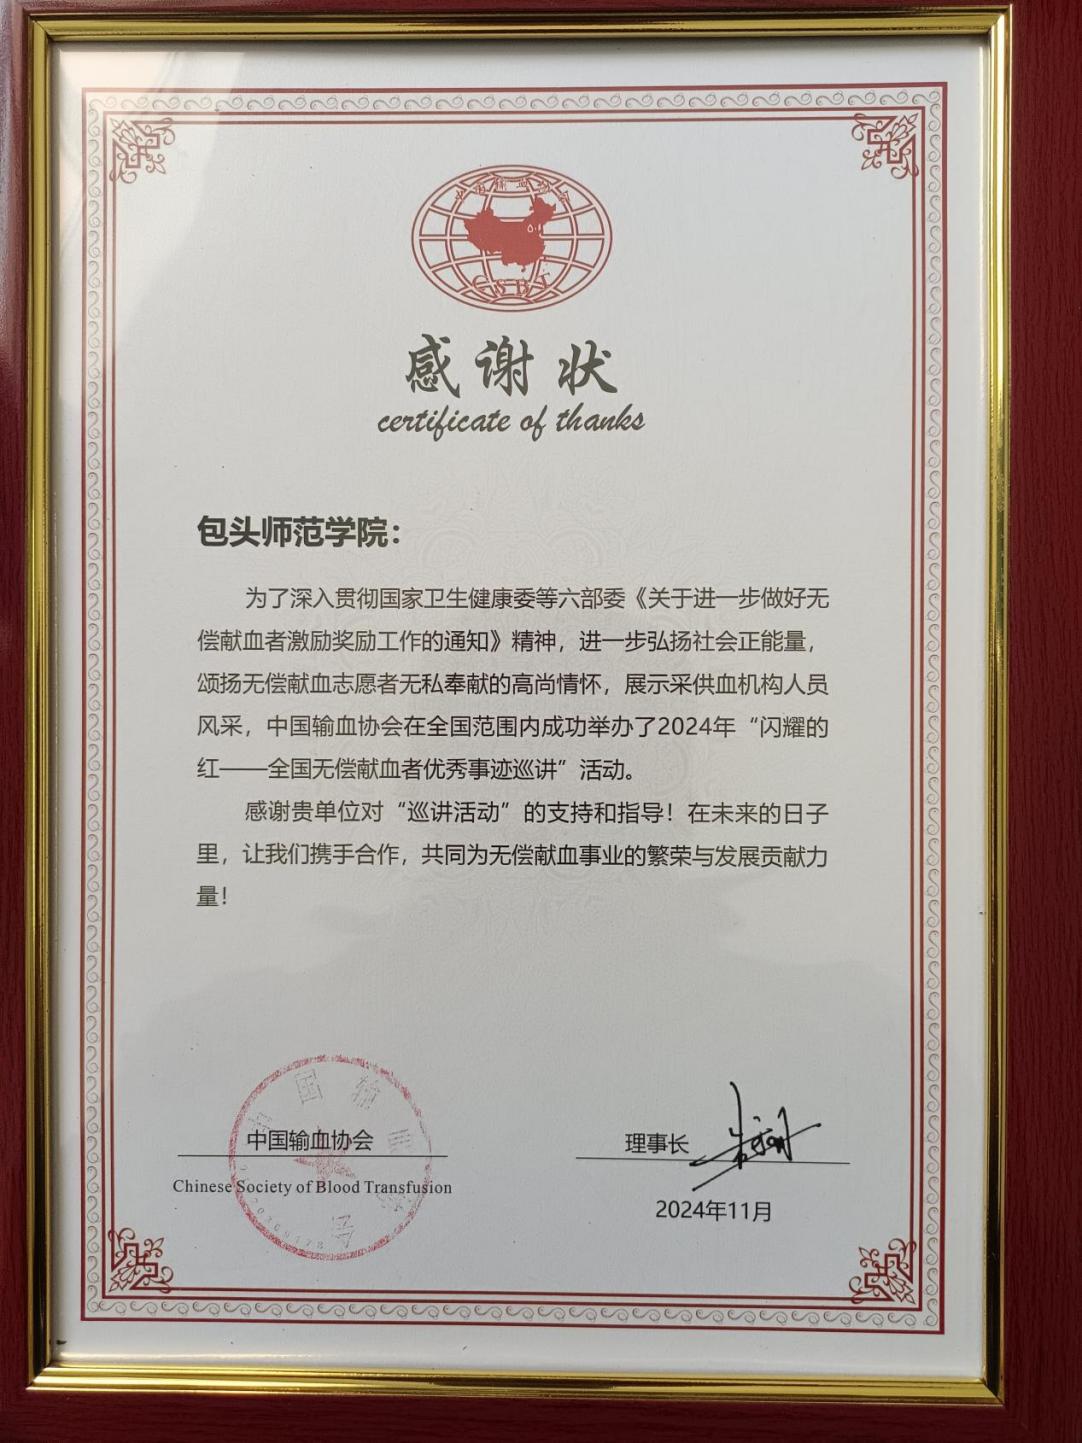 中国输血协会
CSBT
感谢状
certificate of thanks
包头师范学院：
为了深入贯彻国家卫生健康委等六部委《关于进一步做好无
偿献血者激励奖励工作的通知》精神，进一步弘扬社会正能量，
颂扬无偿献血志愿者无私奉献的高尚情怀，展示采供血机构人员
风采，中国输血协会在全国范围内成功举办了2024年“闪耀的
红——全国无偿献血者优秀事迹巡讲”活动。
感谢贵单位对“巡讲活动”的支持和指导！在未来的日子
里，让我们携手合作，共同为无偿献血事业的繁荣与发展贡献力
量！
中国输血协会
Chinese Society of Blood Transfusion
理事长
2024年11月